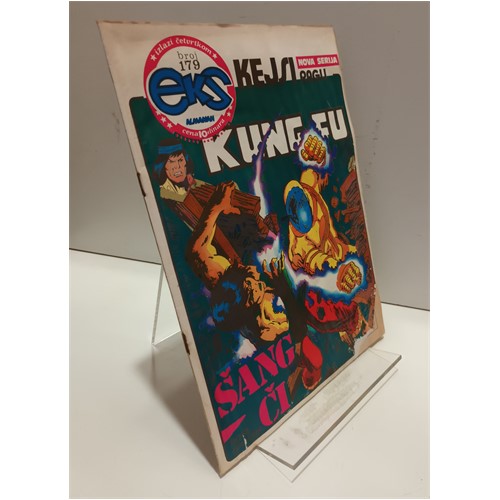 izlazi četvrtkom
broj
179
eks
ALMANAH
cena 10 dinara
NOVA SERIJA
KEJSI
KUNG FU
ŠANG
ČI